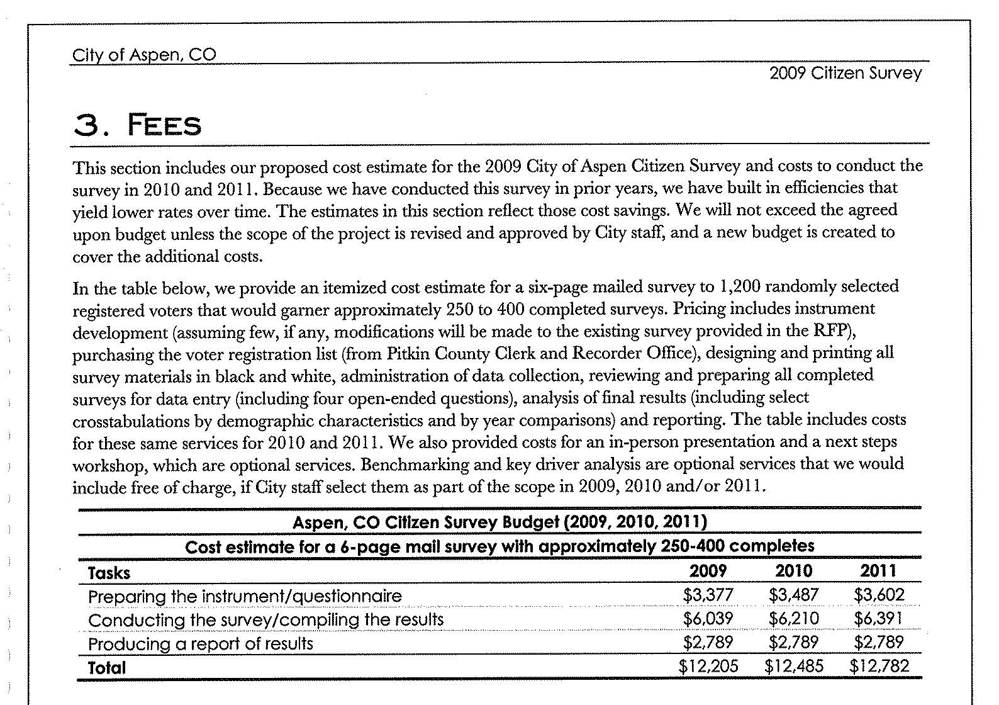 City of Aspen, CO
2009 Citizen Survey
3. FEES
This section includes our proposed cost estimate for the 2009 City of Aspen Citizen Survey and costs to conduct the
survey in 2010 and 2011. Because we have conducted this survey in prior years, we have built in efficiencies that
yield lower rates over time. The estimates in this section reflect those cost savings. We will not exceed the agreed
upon budget unless the scope of the project is revised and approved by City staff, and a new budget is created to
cover the additional costs.
In the table below, we provide an itemized cost estimate for a six-page mailed survey to 1,200 randomly selected
registered voters that would garner approximately 250 to 400 completed surveys. Pricing includes instrument
development (assuming few, if any, modifications will be made to the existing survey provided in the RFP),
purchasing the voter registration list (from Pitkin County Clerk and Recorder Office), designing and printing all
survey materials in black and white, administration of data collection, reviewing and preparing all completed
surveys for data entry (including four open-ended questions), analysis of final results (including select
crosstabulations by demographic characteristics and by year comparisons) and reporting. The table includes costs
for these same services for 2010 and 2011. We also provided costs for an in-person presentation and a next steps
workshop, which are optional services. Benchmarking and key driver analysis are optional services that we would
include free of charge, if City staff select them as part of the scope in 2009, 2010 and/or 2011.
Aspen, CO Citizen Survey Budget (2009, 2010, 2011)
Cost estimate for a 6-page mail survey with approximately 250-400 completes
Tasks 2009 2010 2011
Preparing the instrument/questionnaire $3,377 $3,487 $3,602
Conducting the survey/compiling the results $6,039 $6,210 $6,391
Producing a report of results $2,789 $2,789 $2,789
Total $12,205 $12,485 $12,782